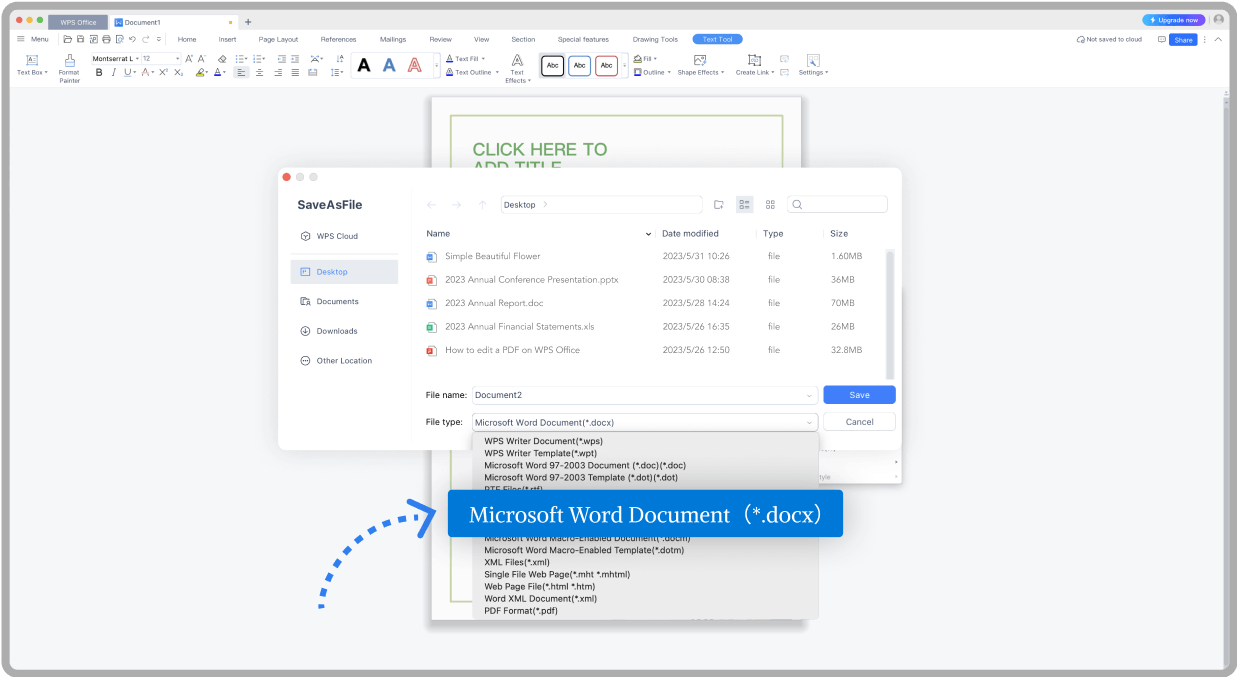 WPS Office
Document1
Upgrade now
Menu
Home
Insert
Page Layout
References
Mailings
Review
View
Section
Special features
Drawing Tools
Text Tool
Not saved to cloud
Share
Text Box
Format Painter
Montserrat L
12
B I U A X² X₂
A A A
Text Fill
Text Outline
Text Effects
Abc
Abc
Abc
Fill
Outline
Shape Effects
Create Link
Settings
CLICK HERE TO
ADD TITLE
SaveAsFile
WPS Cloud
Desktop
Documents
Downloads
Other Location
Desktop
Name Date modified Type Size
Simple Beautiful Flower 2023/5/31 10:26 file 1.60MB
2023 Annual Conference Presentation.pptx 2023/5/30 08:38 file 36MB
2023 Annual Report.doc 2023/5/28 14:24 file 70MB
2023 Annual Financial Statements.xls 2023/5/26 16:35 file 26MB
How to edit a PDF on WPS Office 2023/5/26 12:50 file 32.8MB
File name: Document2 Save
File type: Microsoft Word Document(*.docx) Cancel
WPS Writer Document(*.wps)
WPS Writer Template(*.wpt)
Microsoft Word 97-2003 Document (*.doc)(*.doc)
Microsoft Word 97-2003 Template (*.dot)(*.dot)
RTF Files(*.rtf)
Microsoft Word Document（*.docx）
Microsoft Word Macro-Enabled Document(*.docm)
Microsoft Word Macro-Enabled Template(*.dotm)
XML Files(*.xml)
Single File Web Page(*.mht *.mhtml)
Web Page File(*.html *.htm)
Word XML Document(*.xml)
PDF Format(*.pdf)